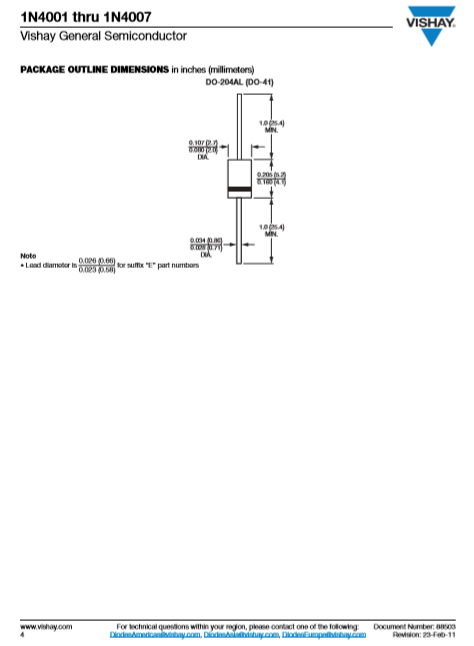 1N4001 thru 1N4007
VISHAY.
Vishay General Semiconductor
PACKAGE OUTLINE DIMENSIONS in inches (millimeters)
DO-204AL (DO-41)
1.0 (25.4)
MIN.
0.107 (2.7)
0.080 (2.0)
DIA.
0.205 (5.2)
0.160 (4.1)
1.0 (25.4)
MIN.
0.034 (0.86)
0.028 (0.71)
DIA.
Note
• Lead diameter is 0.026 (0.66) / 0.023 (0.58) for suffix "E" part numbers
www.vishay.com
For technical questions within your region, please contact one of the following:
Document Number: 88503
4
DiodesAmericas@vishay.com, DiodesAsia@vishay.com, DiodesEurope@vishay.com
Revision: 23-Feb-11